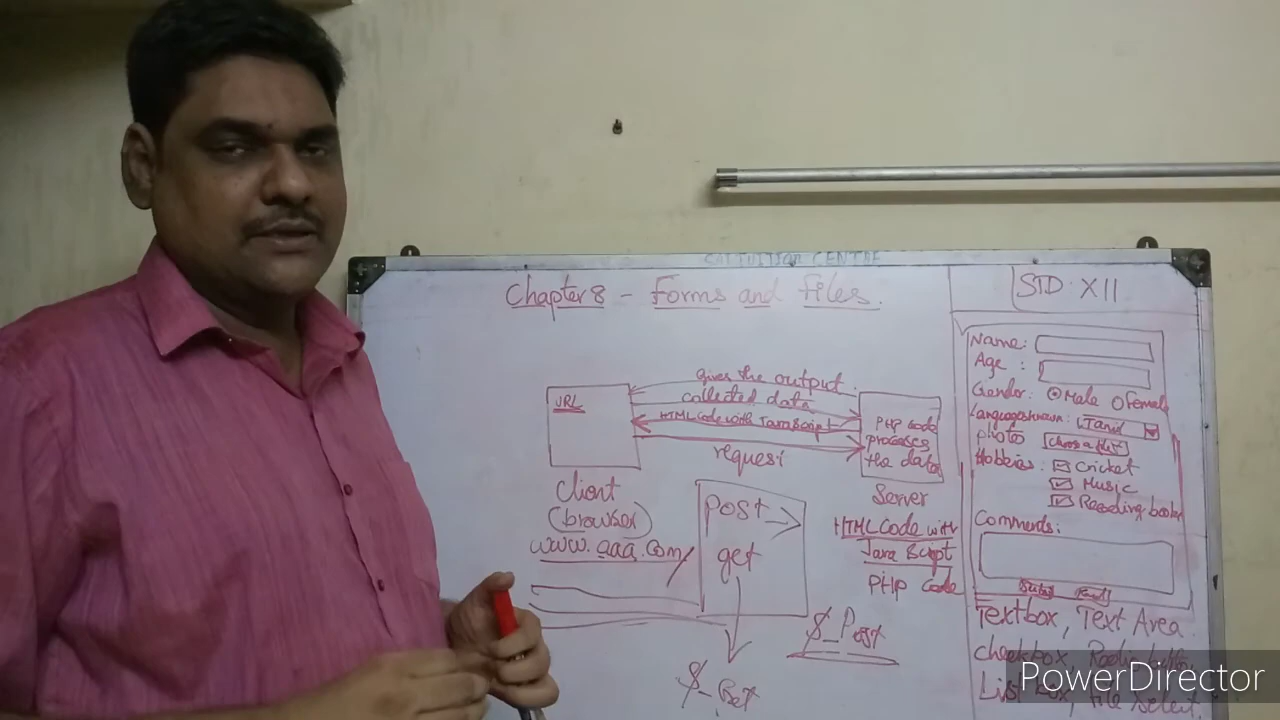 TUITION CENTRE
Chapter 8 - Forms and Files.
STD XII
URL
gives the output
collected data
HTML Code with JavaScript
request
PHP code
processes
the data
Client
(browser)
www.aaa.com/
Server
HTML Code with
Java Script
PHP Code
post
get
$_Post
$_Get
Name:
Age :
Gender: Male Female
Languages known: Tamil
photo Choose a file
Hobbies: Cricket
Music
Reading books
Comments:
Textbox, Text Area.
checkbox, Radio button,
List box, File Select.
PowerDirector